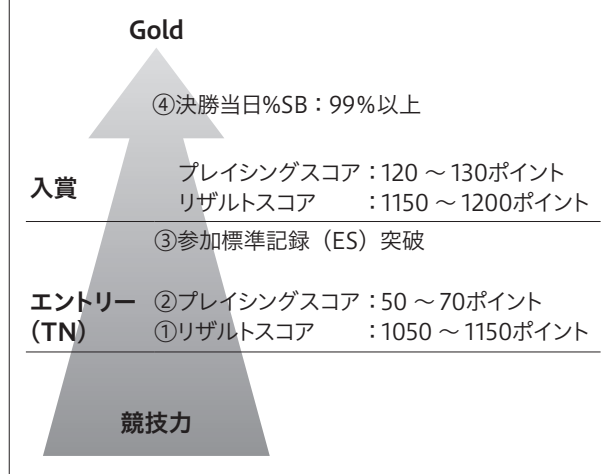 Gold
④決勝当日%SB：99%以上
入賞
プレイシングスコア：120 ～ 130ポイント
リザルトスコア　　：1150 ～ 1200ポイント
③参加標準記録（ES）突破
エントリー
（TN）
②プレイシングスコア：50 ～ 70ポイント
①リザルトスコア　　：1050 ～ 1150ポイント
競技力